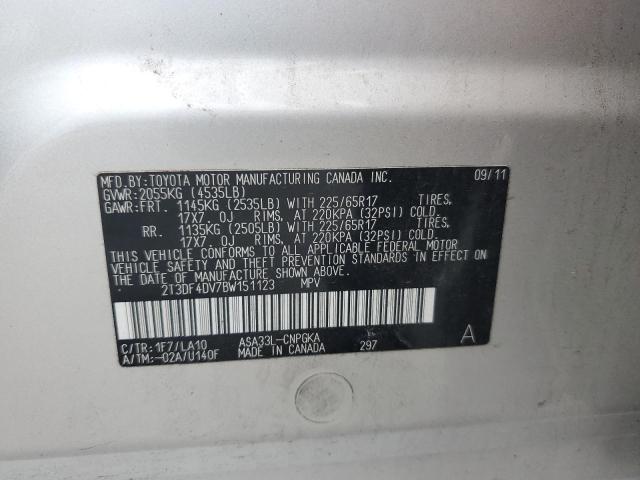 MFD.BY:TOYOTA MOTOR MANUFACTURING CANADA INC. 09/11
GVWR:2055KG (4535LB)
GAWR:FRT. 1145KG (2535LB) WITH 225/65R17 TIRES,
17X7. 0J RIMS, AT 220KPA (32PSI) COLD.
RR. 1135KG (2505LB) WITH 225/65R17 TIRES,
17X7. 0J RIMS, AT 220KPA (32PSI) COLD.
THIS VEHICLE CONFORMS TO ALL APPLICABLE FEDERAL MOTOR
VEHICLE SAFETY AND THEFT PREVENTION STANDARDS IN EFFECT ON
THE DATE OF MANUFACTURE SHOWN ABOVE.
2T3DF4DV7BW151123 MPV
C/TR:1F7/LA10 ASA33L-CNPGKA A
A/TM:-02A/U140F MADE IN CANADA 297